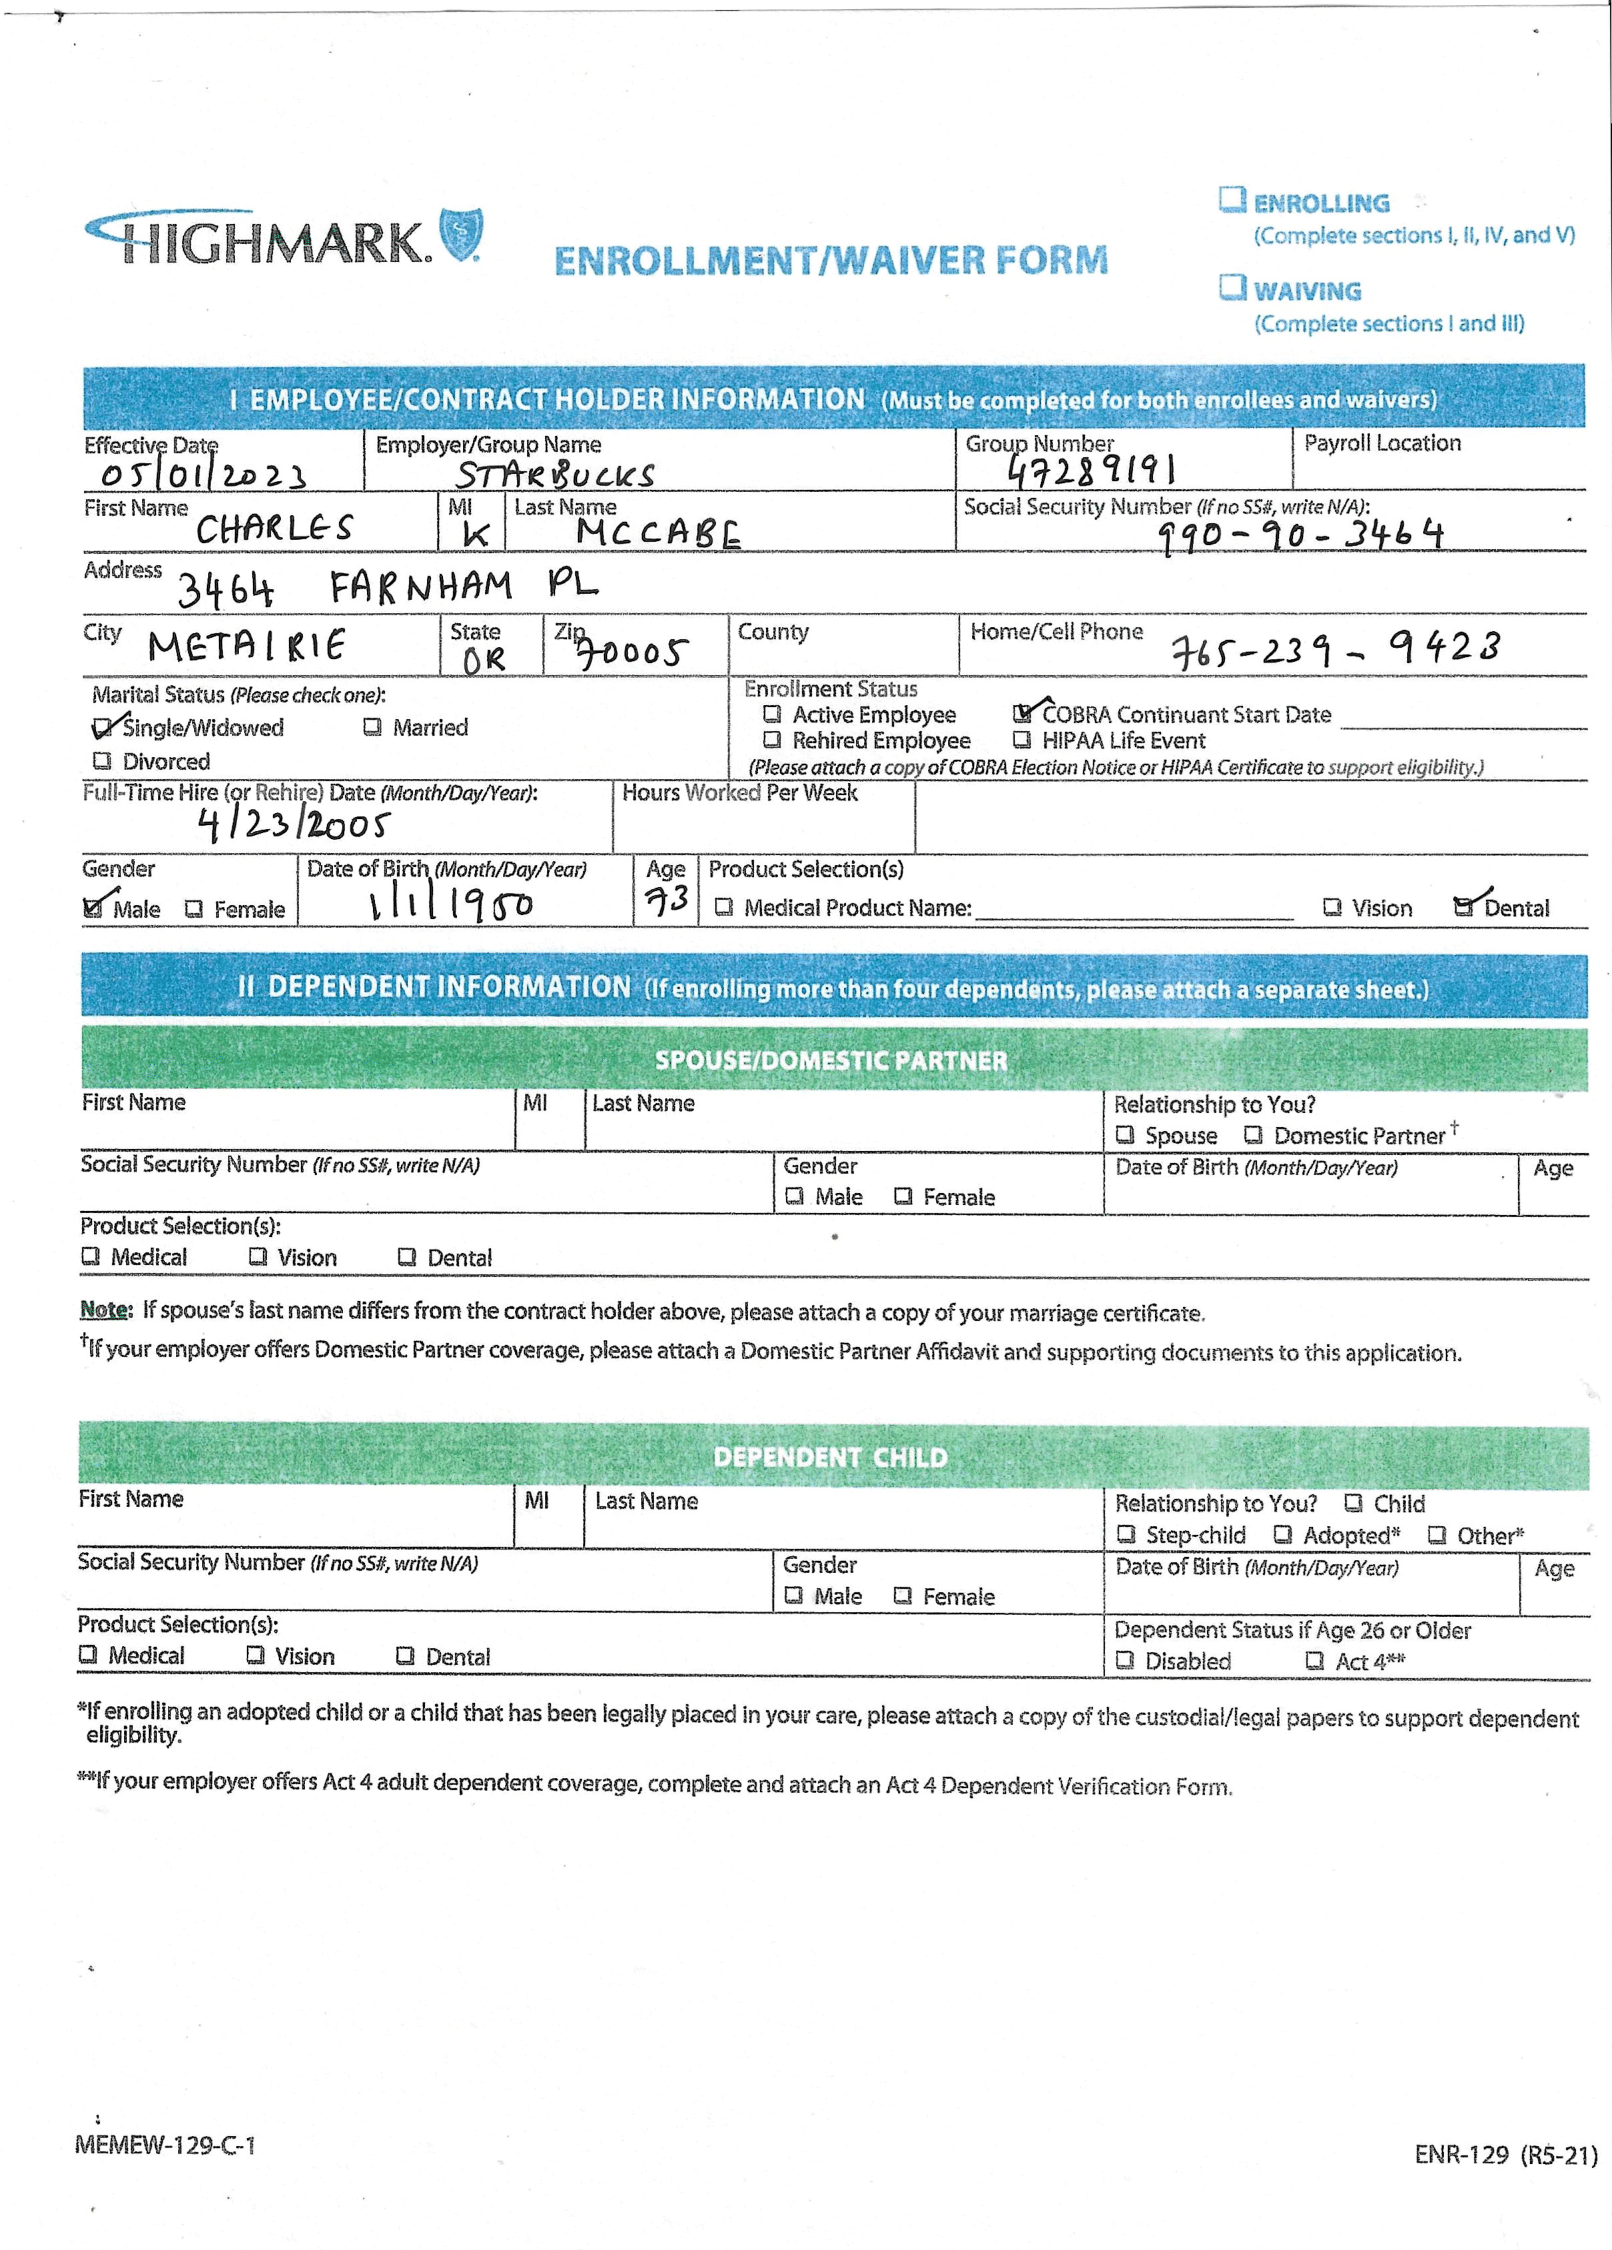 HIGHMARK.
ENROLLMENT/WAIVER FORM
ENROLLING
(Complete sections I, II, IV, and V)
WAIVING
(Complete sections I and III)
I EMPLOYEE/CONTRACT HOLDER INFORMATION (Must be completed for both enrollees and waivers)
Effective Date Employer/Group Name Group Number Payroll Location
05/01/2023 STARBUCKS 47289191
First Name MI Last Name Social Security Number (If no SS#, write N/A):
CHARLES K MCCABE 990-90-3464
Address 3464 FARNHAM PL
City METAIRIE State OR Zip 70005 County Home/Cell Phone 765-239-9423
Marital Status (Please check one): Enrollment Status
Single/Widowed Married Active Employee COBRA Continuant Start Date
Divorced Rehired Employee HIPAA Life Event
(Please attach a copy of COBRA Election Notice or HIPAA Certificate to support eligibility.)
Full-Time Hire (or Rehire) Date (Month/Day/Year): Hours Worked Per Week
4/23/2005
Gender Date of Birth (Month/Day/Year) Age Product Selection(s)
Male Female 1/1/1950 73 Medical Product Name: Vision Dental
II DEPENDENT INFORMATION (If enrolling more than four dependents, please attach a separate sheet.)
SPOUSE/DOMESTIC PARTNER
First Name MI Last Name Relationship to You?
Spouse Domestic Partner†
Social Security Number (If no SS#, write N/A) Gender Date of Birth (Month/Day/Year) Age
Male Female
Product Selection(s):
Medical Vision Dental
Note: If spouse's last name differs from the contract holder above, please attach a copy of your marriage certificate.
†If your employer offers Domestic Partner coverage, please attach a Domestic Partner Affidavit and supporting documents to this application.
DEPENDENT CHILD
First Name MI Last Name Relationship to You? Child
Step-child Adopted* Other*
Social Security Number (If no SS#, write N/A) Gender Date of Birth (Month/Day/Year) Age
Male Female
Product Selection(s): Dependent Status if Age 26 or Older
Medical Vision Dental Disabled Act 4**
*If enrolling an adopted child or a child that has been legally placed in your care, please attach a copy of the custodial/legal papers to support dependent
eligibility.
**If your employer offers Act 4 adult dependent coverage, complete and attach an Act 4 Dependent Verification Form.
MEMEW-129-C-1
ENR-129 (R5-21)